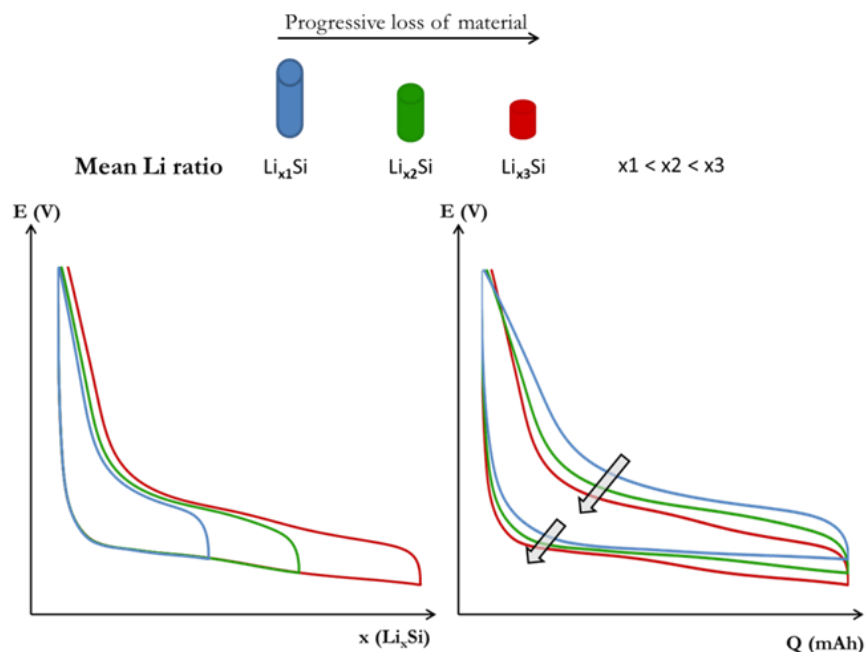 Progressive loss of material
Mean Li ratio Liₓ₁Si Liₓ₂Si Liₓ₃Si x1 < x2 < x3
E (V) E (V)
x (LiₓSi) Q (mAh)